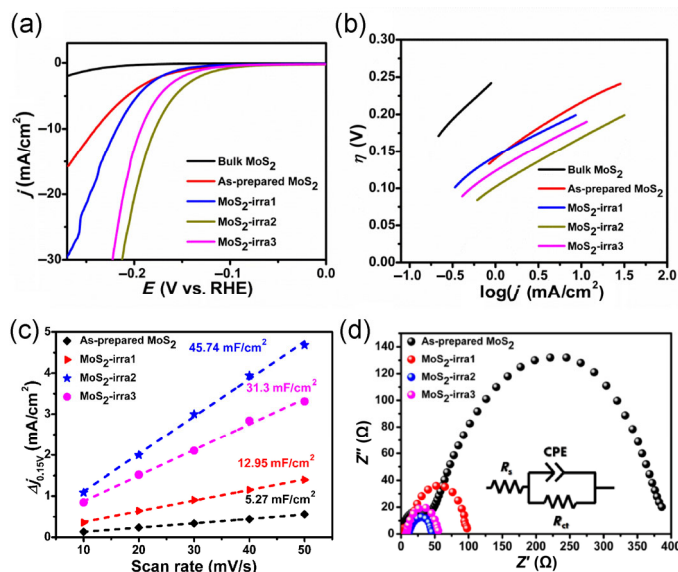 (a)
0
−10
−20
−30
−0.2
−0.1
0.0
j (mA/cm²)
E (V vs. RHE)
Bulk MoS₂
As-prepared MoS₂
MoS₂-irra1
MoS₂-irra2
MoS₂-irra3
(b)
0.30
0.25
0.20
0.15
0.10
0.05
0.00
−1.0
−0.5
0.0
0.5
1.0
1.5
2.0
η (V)
log(j (mA/cm²)
Bulk MoS₂
As-prepared MoS₂
MoS₂-irra1
MoS₂-irra2
MoS₂-irra3
(c)
5
4
3
2
1
0
10
20
30
40
50
Δj0.15V (mA/cm²)
Scan rate (mV/s)
As-prepared MoS₂
MoS₂-irra1
MoS₂-irra2
MoS₂-irra3
45.74 mF/cm²
31.3 mF/cm²
12.95 mF/cm²
5.27 mF/cm²
(d)
140
120
100
80
60
40
20
0
0
50
100
150
200
250
300
350
400
Z″ (Ω)
Z′ (Ω)
As-prepared MoS₂
MoS₂-irra1
MoS₂-irra2
MoS₂-irra3
CPE
Rs
Rct